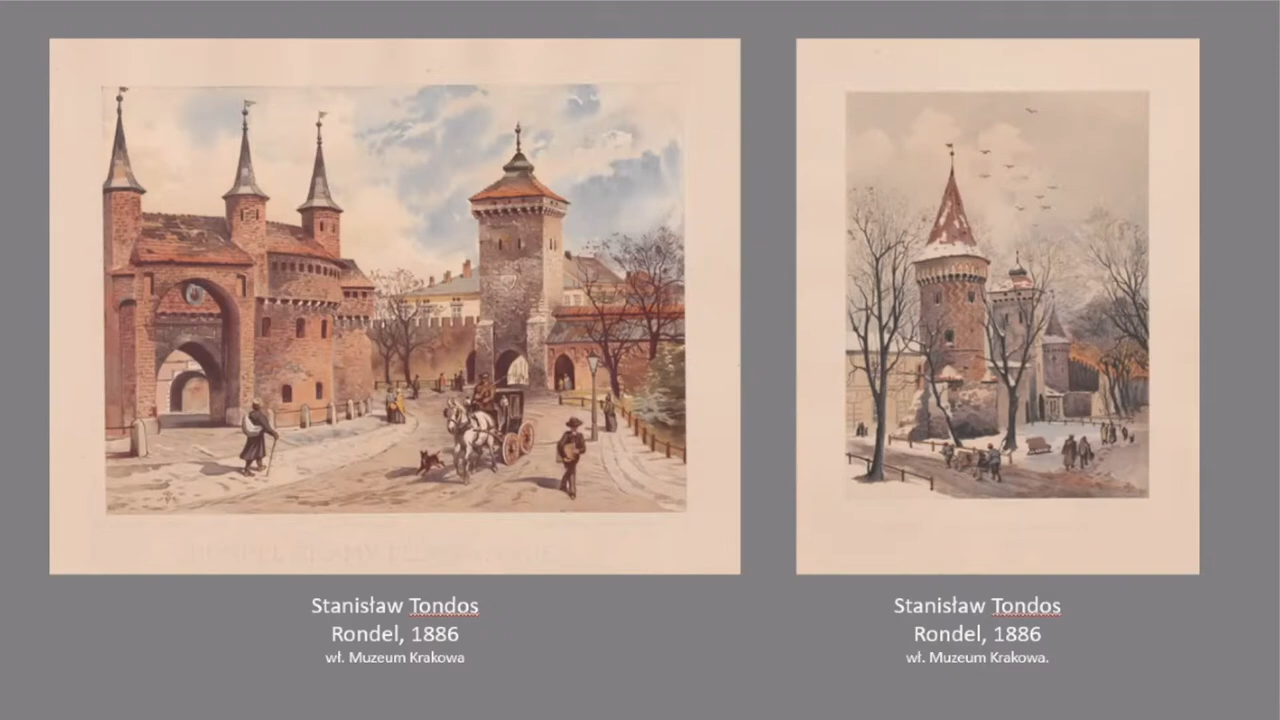 Stanisław Tondos
Rondel, 1886
wł. Muzeum Krakowa
Stanisław Tondos
Rondel, 1886
wł. Muzeum Krakowa.